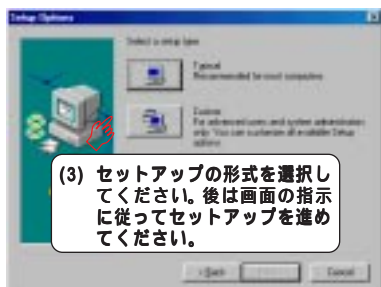 Setup Options
Select a setup type
Typical
Recommended for most computers
Custom
For advanced users and system administrators
only. You can customize all available Setup
options
(3) セットアップの形式を選択し
てください。後は画面の指示
に従ってセットアップを進め
てください。
< Back
Cancel